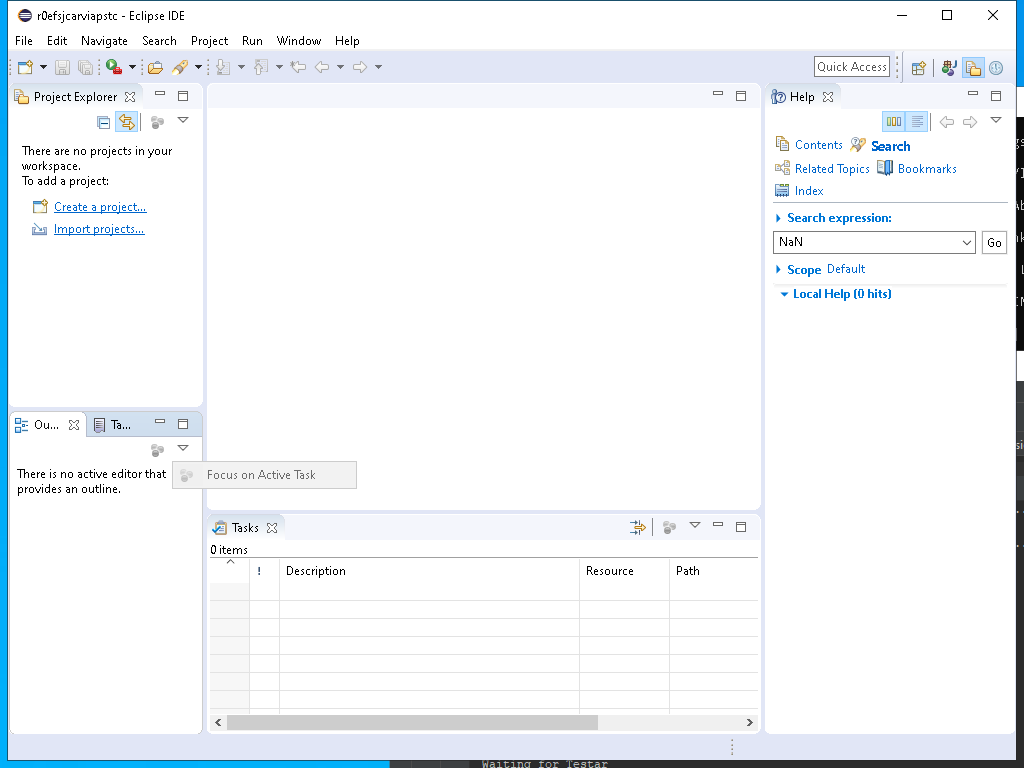 r0efsjcarviapstc - Eclipse IDE
File Edit Navigate Search Project Run Window Help
Quick Access
Project Explorer
There are no projects in your
workspace.
To add a project:
Create a project...
Import projects...
Ou... Ta...
There is no active editor that
provides an outline.
Focus on Active Task
Tasks
0 items
! Description Resource Path
Help
Contents Search
Related Topics Bookmarks
Index
Search expression:
NaN Go
Scope Default
Local Help (0 hits)
Waiting for Testar